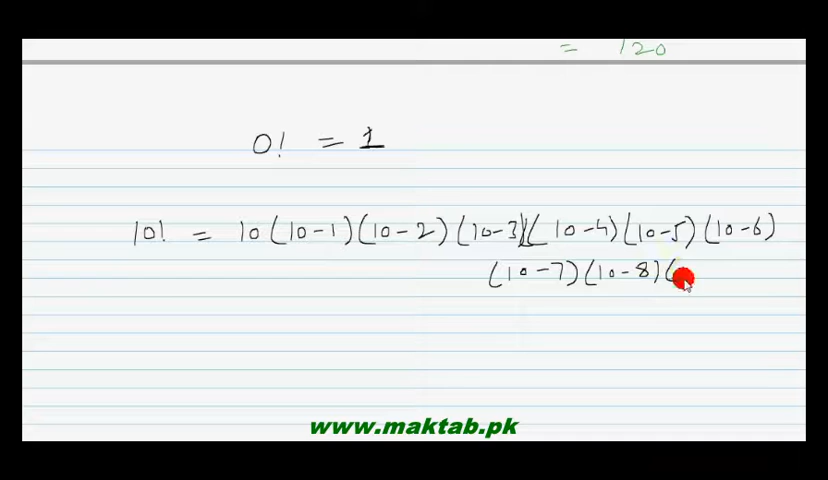 = 120
0! = 1
10! = 10(10-1)(10-2)(10-3)(10-4)(10-5)(10-6)
(10-7)(10-8)(
www.maktab.pk